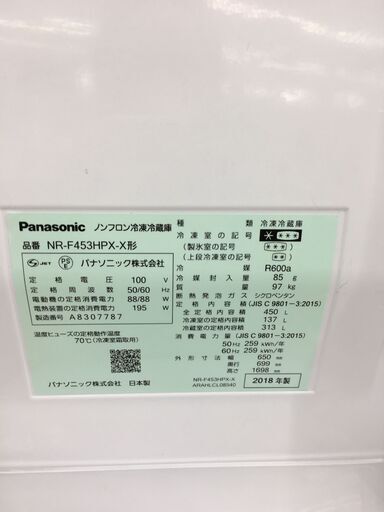 Panasonic ノンフロン冷凍冷蔵庫
品番 NR-F453HPX-X形
JET PS E パナソニック株式会社
定格電圧 100 V
定格周波数 50/60 Hz
電動機の定格消費電力 88/88 W
電熱装置の定格消費電力 195 W
製造番号 A8307787
温度ヒューズの定格動作温度
70℃(冷凍室霜取用)
パナソニック株式会社 日本製
種類 冷凍冷蔵庫
冷凍室の記号 * ***
(製氷室の記号 ***)
(上段冷凍室の記号 ***)
冷媒 R600a
冷媒封入量 85 g
質量 97 kg
断熱発泡ガス シクロペンタン
定格内容積(JIS C 9801-3:2015)
全定格内容積 450 L
冷凍室の定格内容積 137 L
冷蔵室の定格内容積 313 L
消費電力量(JIS C 9801-3:2015)
50Hz 259 kWh/年
60Hz 259 kWh/年
外形寸法 幅 650 ㎜
奥行 699 ㎜
高さ 1698 ㎜
NR-F453HPX-X
ARAHLCL08S40
2018年製